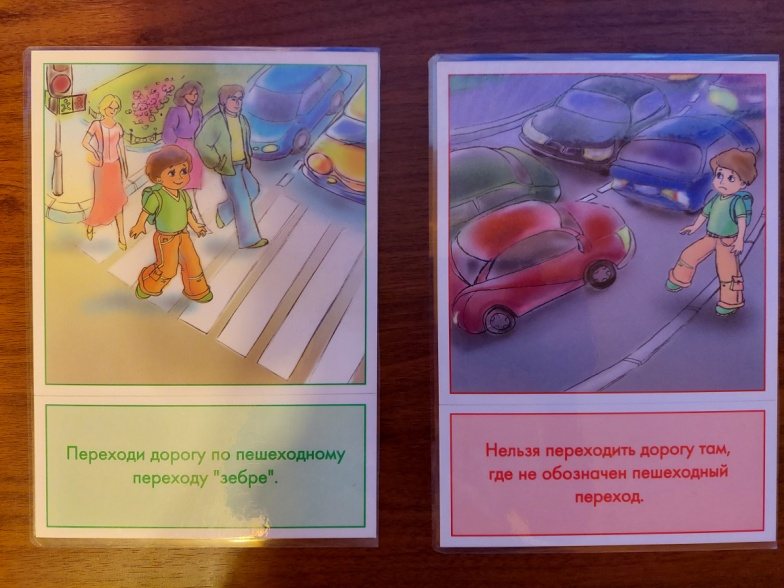 Переходи дорогу по пешеходному
переходу "зебре".
Нельзя переходить дорогу там,
где не обозначен пешеходный
переход.